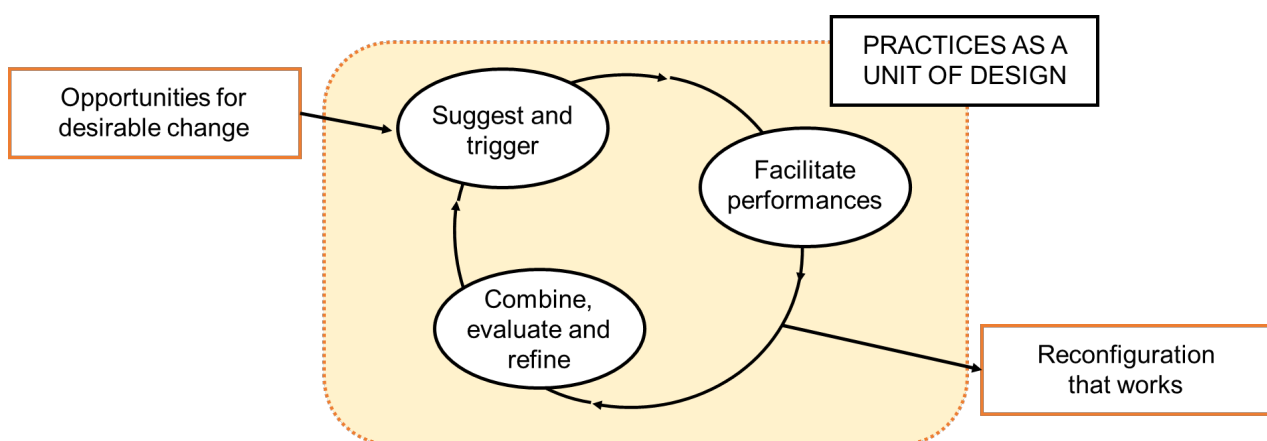 PRACTICES AS A
UNIT OF DESIGN
Opportunities for
desirable change
Suggest and
trigger
Facilitate
performances
Combine,
evaluate and
refine
Reconfiguration
that works